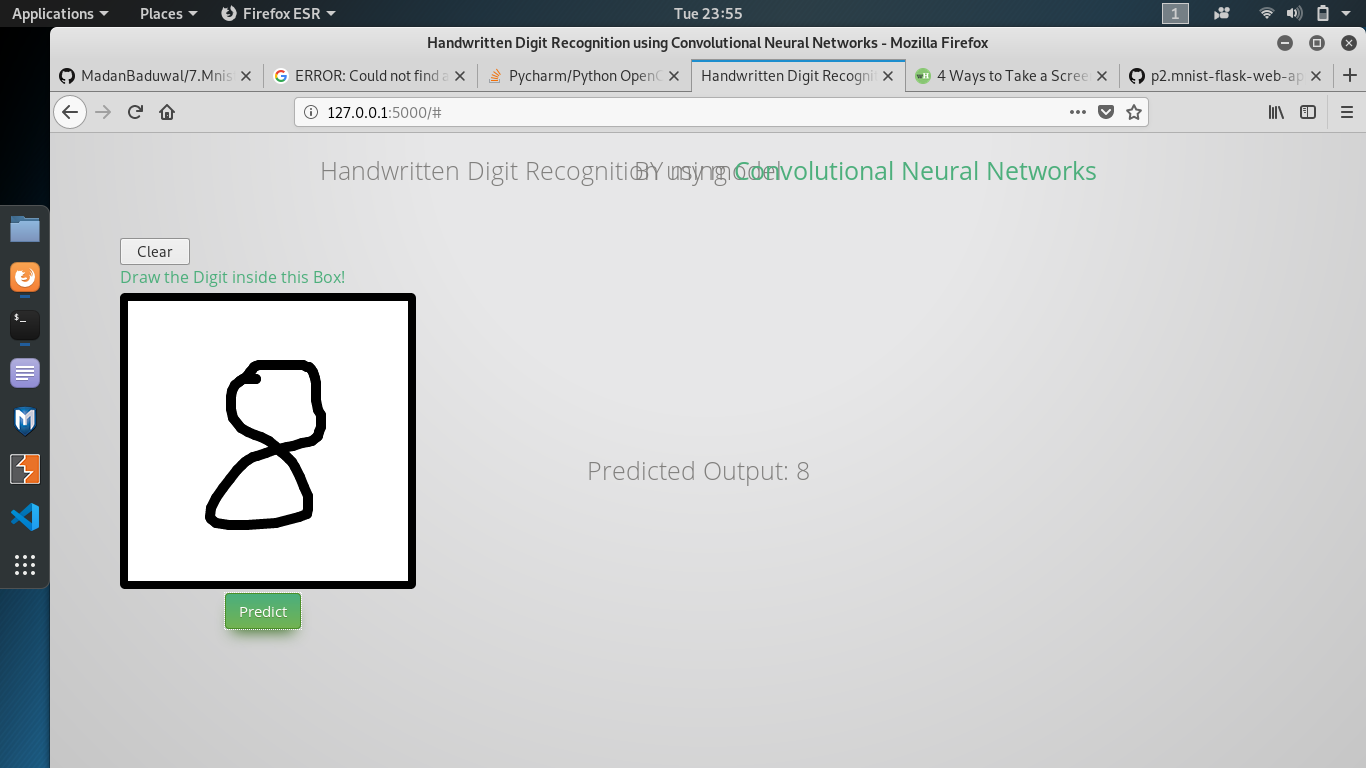 Applications Places Firefox ESR Tue 23:55 1
Handwritten Digit Recognition using Convolutional Neural Networks - Mozilla Firefox
MadanBaduwal/7.Mnis ERROR: Could not find a Pycharm/Python OpenC Handwritten Digit Recognit 4 Ways to Take a Scree p2.mnist-flask-web-ap
127.0.0.1:5000/#
Handwritten Digit Recognition using Convolutional Neural Networks
BY my model
Clear
Draw the Digit inside this Box!
8
Predicted Output: 8
Predict